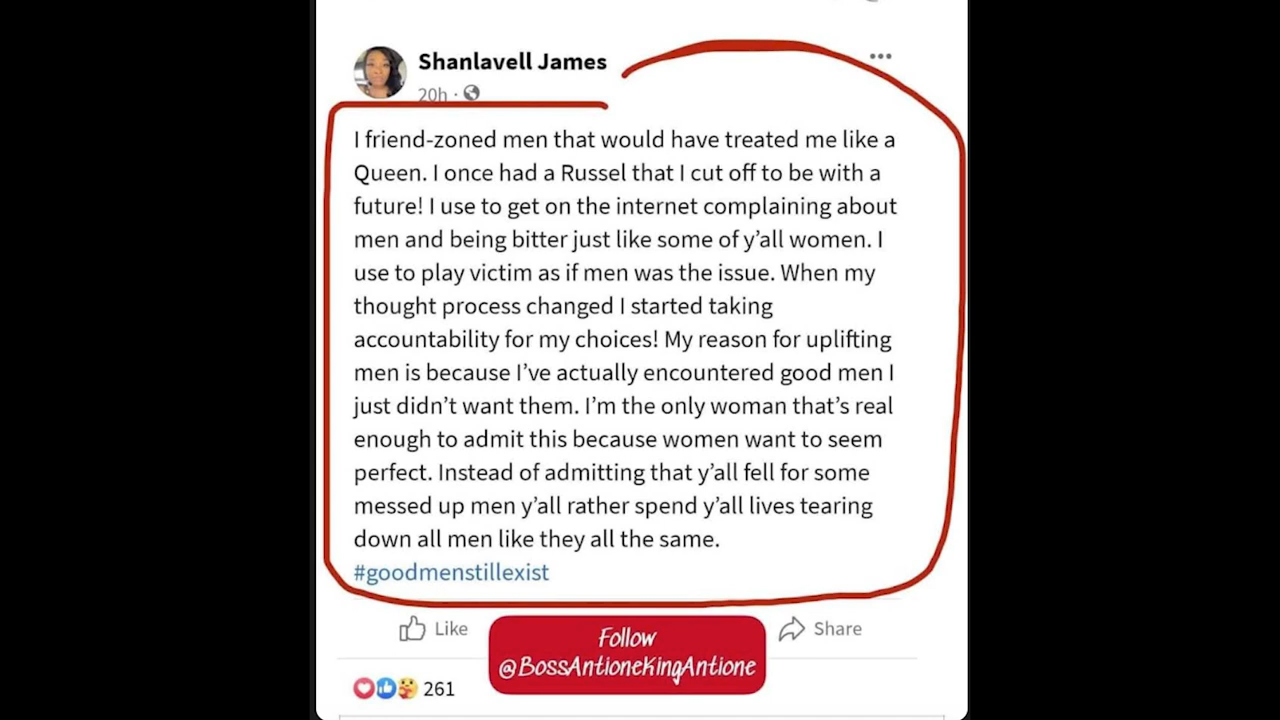 Shanlavell James
20h ·
I friend-zoned men that would have treated me like a
Queen. I once had a Russel that I cut off to be with a
future! I use to get on the internet complaining about
men and being bitter just like some of y’all women. I
use to play victim as if men was the issue. When my
thought process changed I started taking
accountability for my choices! My reason for uplifting
men is because I’ve actually encountered good men I
just didn’t want them. I’m the only woman that’s real
enough to admit this because women want to seem
perfect. Instead of admitting that y’all fell for some
messed up men y’all rather spend y’all lives tearing
down all men like they all the same.
#goodmenstillexist
Like
Follow
@BossAntioneKingAntione
Share
261